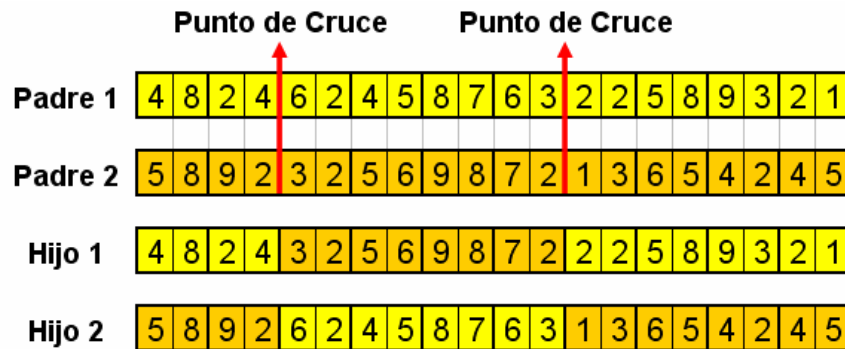 Punto de Cruce Punto de Cruce
Padre 1 4 8 2 4 6 2 4 5 8 7 6 3 2 2 5 8 9 3 2 1
Padre 2 5 8 9 2 3 2 5 6 9 8 7 2 1 3 6 5 4 2 4 5
Hijo 1 4 8 2 4 3 2 5 6 9 8 7 2 2 2 5 8 9 3 2 1
Hijo 2 5 8 9 2 6 2 4 5 8 7 6 3 1 3 6 5 4 2 4 5